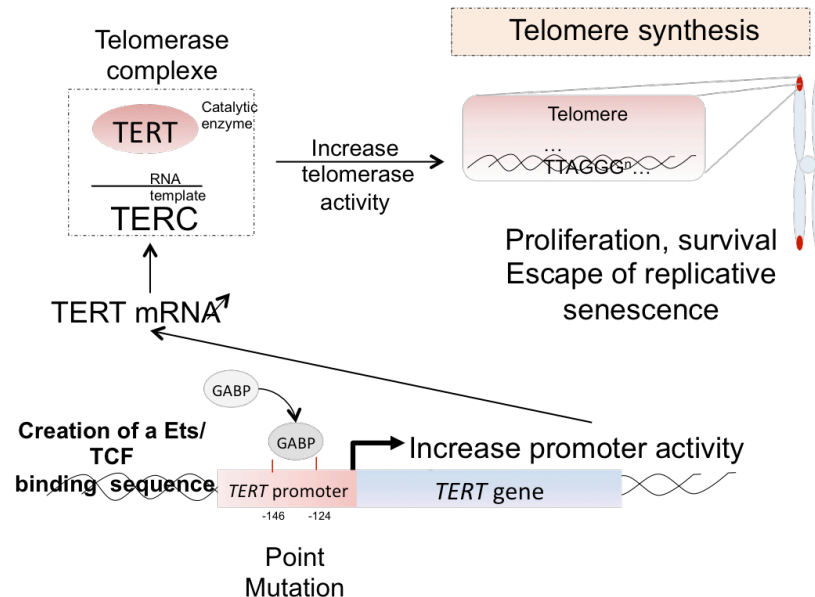 Telomerase
complexe
TERT
Catalytic
enzyme
RNA
template
TERC
Increase
telomerase
activity
Telomere synthesis
Telomere
...
TTAGGGⁿ...
Proliferation, survival
Escape of replicative
senescence
TERT mRNA
GABP
GABP
Creation of a Ets/
TCF
binding sequence
Increase promoter activity
TERT promoter
TERT gene
-146
-124
Point
Mutation